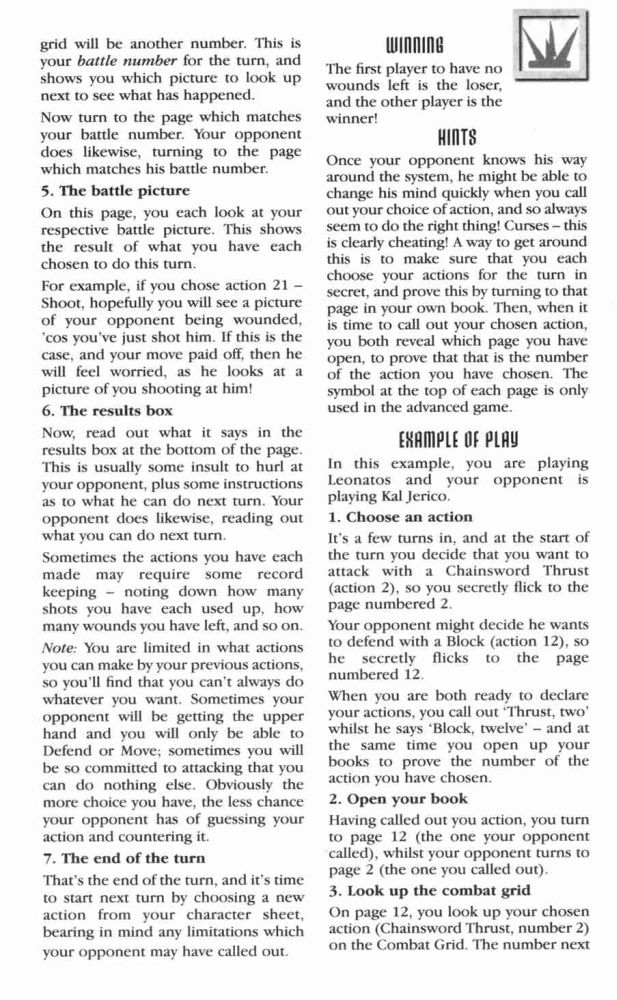 grid will be another number. This is
your battle number for the turn, and
shows you which picture to look up
next to see what has happened.
Now turn to the page which matches
your battle number. Your opponent
does likewise, turning to the page
which matches his battle number.
5. The battle picture
On this page, you each look at your
respective battle picture. This shows
the result of what you have each
chosen to do this turn.
For example, if you chose action 21 –
Shoot, hopefully you will see a picture
of your opponent being wounded,
'cos you've just shot him. If this is the
case, and your move paid off, then he
will feel worried, as he looks at a
picture of you shooting at him!
6. The results box
Now, read out what it says in the
results box at the bottom of the page.
This is usually some insult to hurl at
your opponent, plus some instructions
as to what he can do next turn. Your
opponent does likewise, reading out
what you can do next turn.
Sometimes the actions you have each
made may require some record
keeping – noting down how many
shots you have each used up, how
many wounds you have left, and so on.
Note: You are limited in what actions
you can make by your previous actions,
so you'll find that you can't always do
whatever you want. Sometimes your
opponent will be getting the upper
hand and you will only be able to
Defend or Move; sometimes you will
be so committed to attacking that you
can do nothing else. Obviously the
more choice you have, the less chance
your opponent has of guessing your
action and countering it.
7. The end of the turn
That's the end of the turn, and it's time
to start next turn by choosing a new
action from your character sheet,
bearing in mind any limitations which
your opponent may have called out.
WINNING
The first player to have no
wounds left is the loser,
and the other player is the
winner!
HINTS
Once your opponent knows his way
around the system, he might be able to
change his mind quickly when you call
out your choice of action, and so always
seem to do the right thing! Curses – this
is clearly cheating! A way to get around
this is to make sure that you each
choose your actions for the turn in
secret, and prove this by turning to that
page in your own book. Then, when it
is time to call out your chosen action,
you both reveal which page you have
open, to prove that that is the number
of the action you have chosen. The
symbol at the top of each page is only
used in the advanced game.
EXAMPLE OF PLAY
In this example, you are playing
Leonatos and your opponent is
playing Kal Jerico.
1. Choose an action
It's a few turns in, and at the start of
the turn you decide that you want to
attack with a Chainsword Thrust
(action 2), so you secretly flick to the
page numbered 2.
Your opponent might decide he wants
to defend with a Block (action 12), so
he secretly flicks to the page
numbered 12.
When you are both ready to declare
your actions, you call out 'Thrust, two'
whilst he says 'Block, twelve' – and at
the same time you open up your
books to prove the number of the
action you have chosen.
2. Open your book
Having called out you action, you turn
to page 12 (the one your opponent
called), whilst your opponent turns to
page 2 (the one you called out).
3. Look up the combat grid
On page 12, you look up your chosen
action (Chainsword Thrust, number 2)
on the Combat Grid. The number next